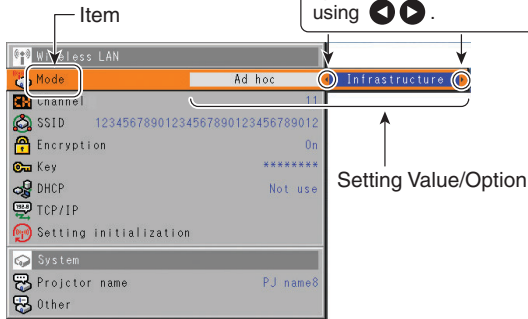 Item
using ◀▶ .
Wireless LAN
Mode Ad hoc Infrastructure
CH Channel 11
SSID 12345678901234567890123456789012
Encryption On
Key ********
DHCP Not use
TCP/IP
Setting initialization
Setting Value/Option
System
Projctor name PJ name8
Other